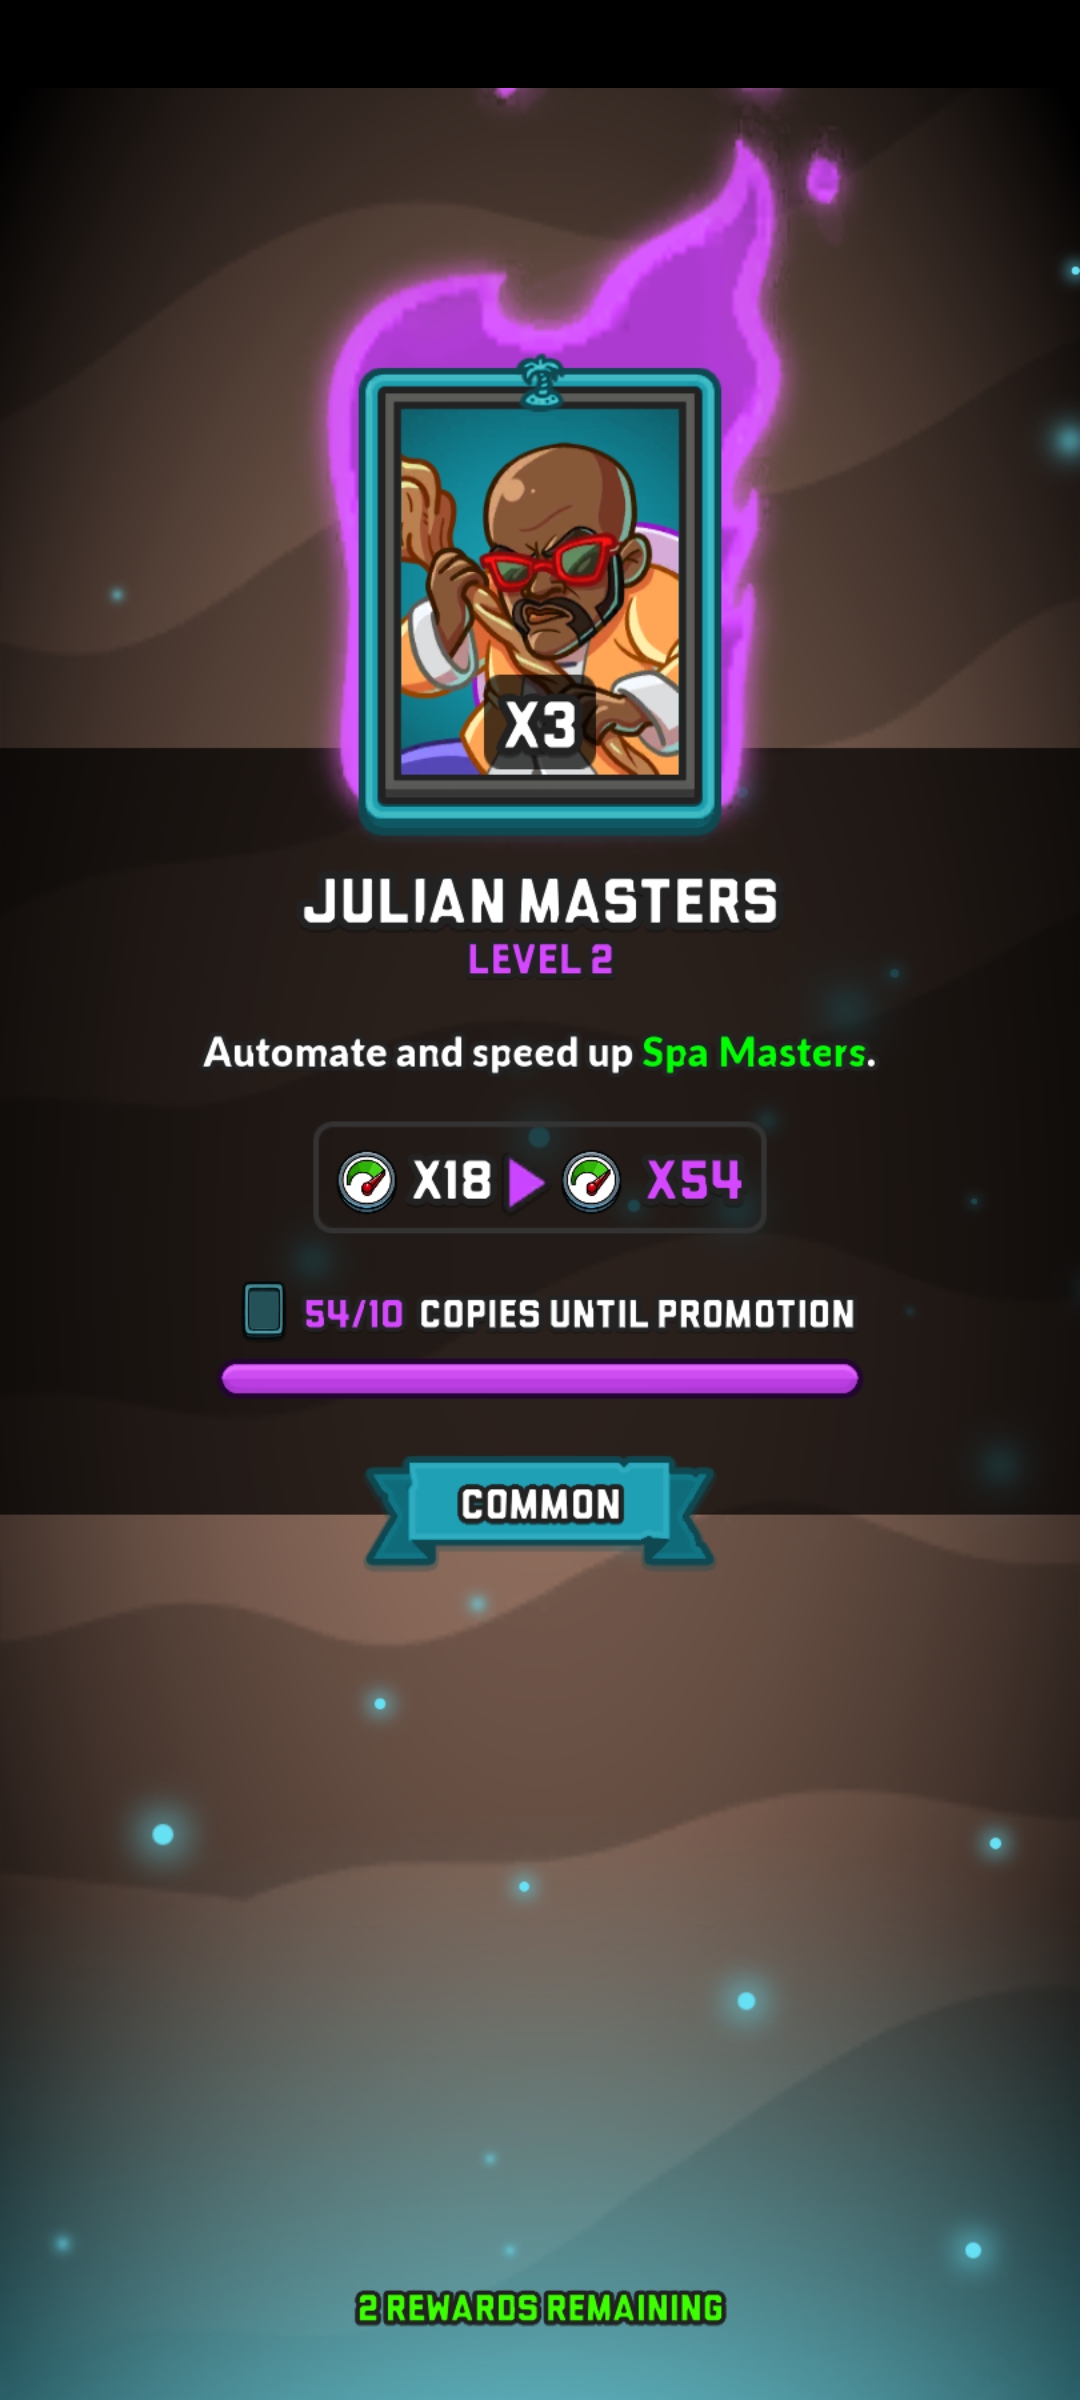 X3
JULIAN MASTERS
LEVEL 2
Automate and speed up Spa Masters.
X18 X54
54/10 COPIES UNTIL PROMOTION
COMMON
2 REWARDS REMAINING